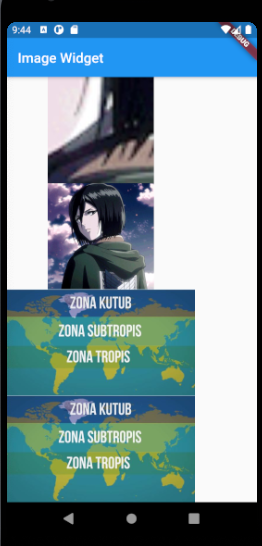 9:44
DEBUG
Image Widget
ZONA KUTUB
ZONA SUBTROPIS
ZONA TROPIS
ZONA KUTUB
ZONA SUBTROPIS
ZONA TROPIS